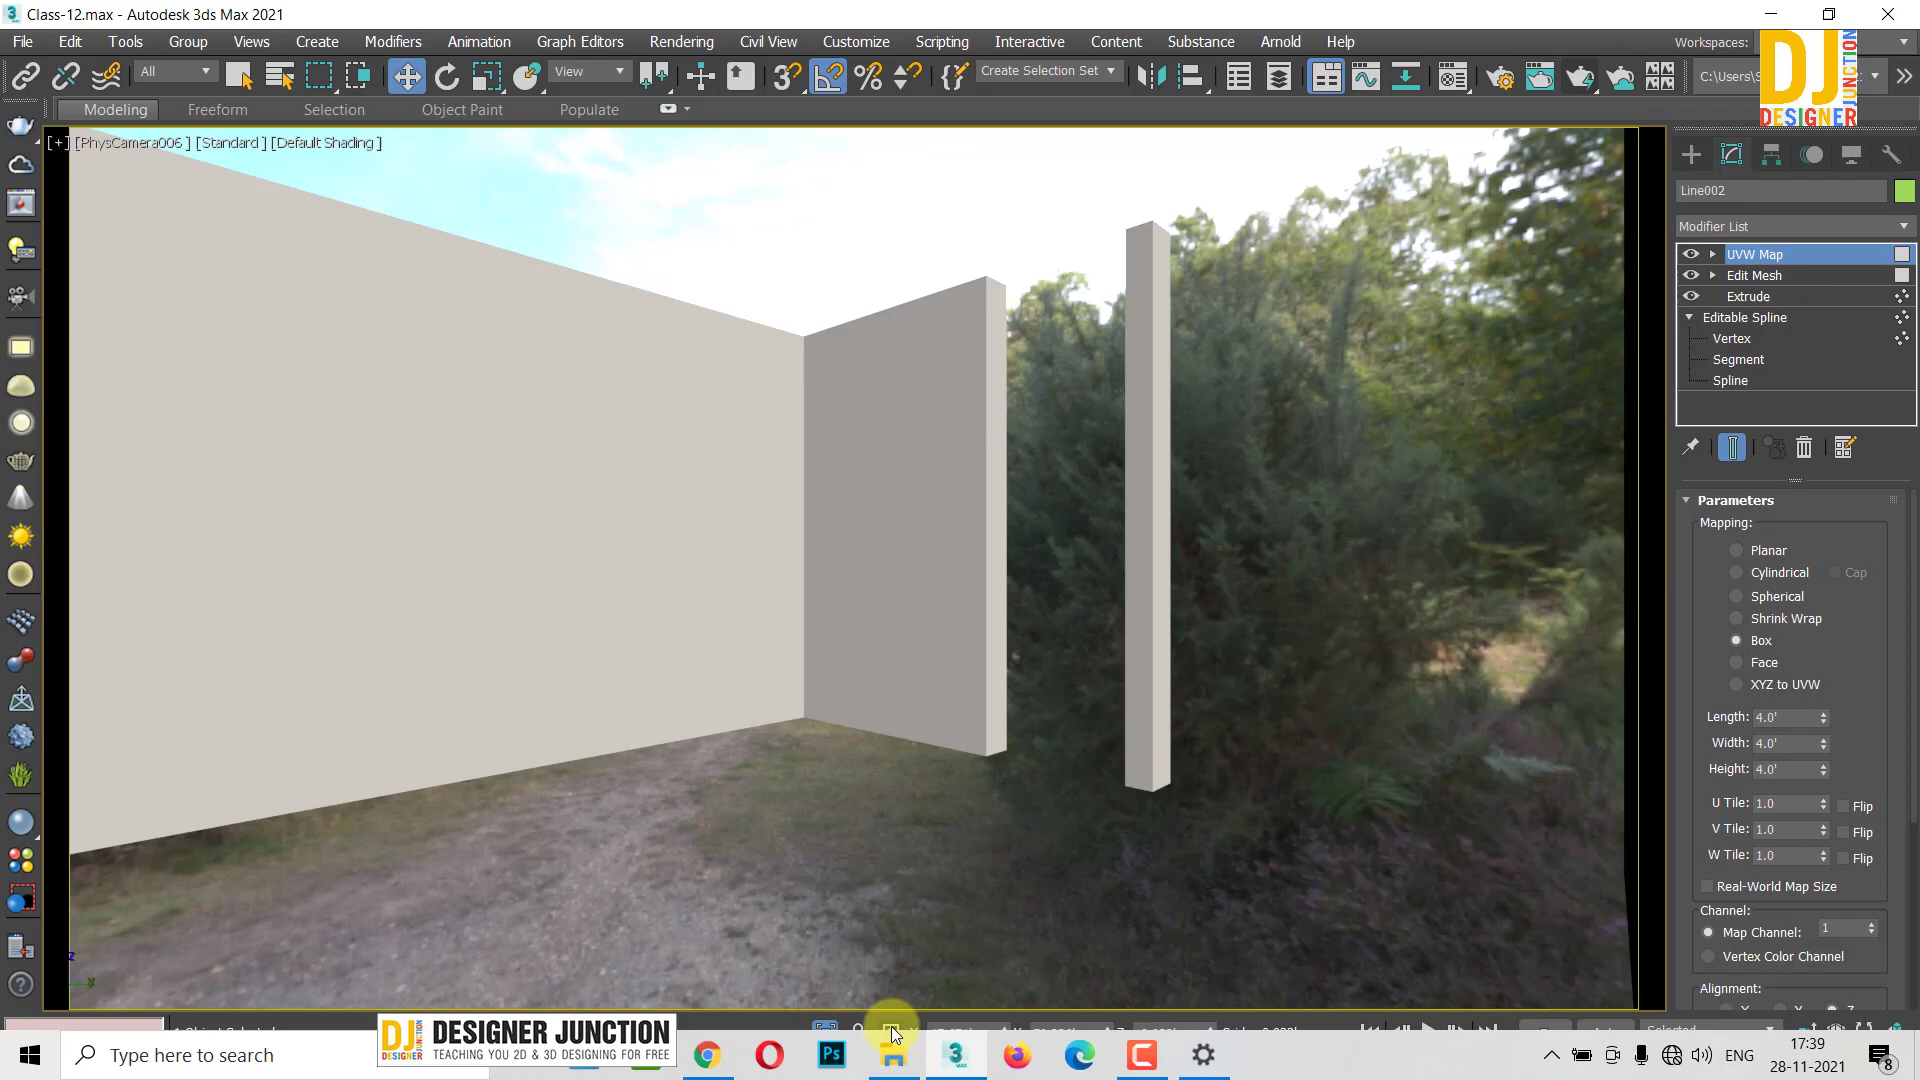 Class-12.max - Autodesk 3ds Max 2021
File Edit Tools Group Views Create Modifiers Animation Graph Editors Rendering Civil View Customize Scripting Interactive Content Substance Arnold Help
Workspaces:
All
View
Create Selection Set
C:\Users\S
DJ
JUNCTION
DESIGNER
Modeling Freeform Selection Object Paint Populate
[+] [PhysCamera006 ] [Standard ] [Default Shading ]
Line002
Modifier List
UVW Map
Edit Mesh
Extrude
Editable Spline
Vertex
Segment
Spline
Parameters
Mapping:
Planar
Cylindrical Cap
Spherical
Shrink Wrap
Box
Face
XYZ to UVW
Length: 4.0'
Width: 4.0'
Height: 4.0'
U Tile: 1.0 Flip
V Tile: 1.0 Flip
W Tile: 1.0 Flip
Real-World Map Size
Channel:
Map Channel: 1
Vertex Color Channel
Alignment:
z
y
DESIGNER JUNCTION
TEACHING YOU 2D & 3D DESIGNING FOR FREE
Type here to search
Ps
3
MAX
ENG
17:39
28-11-2021
8